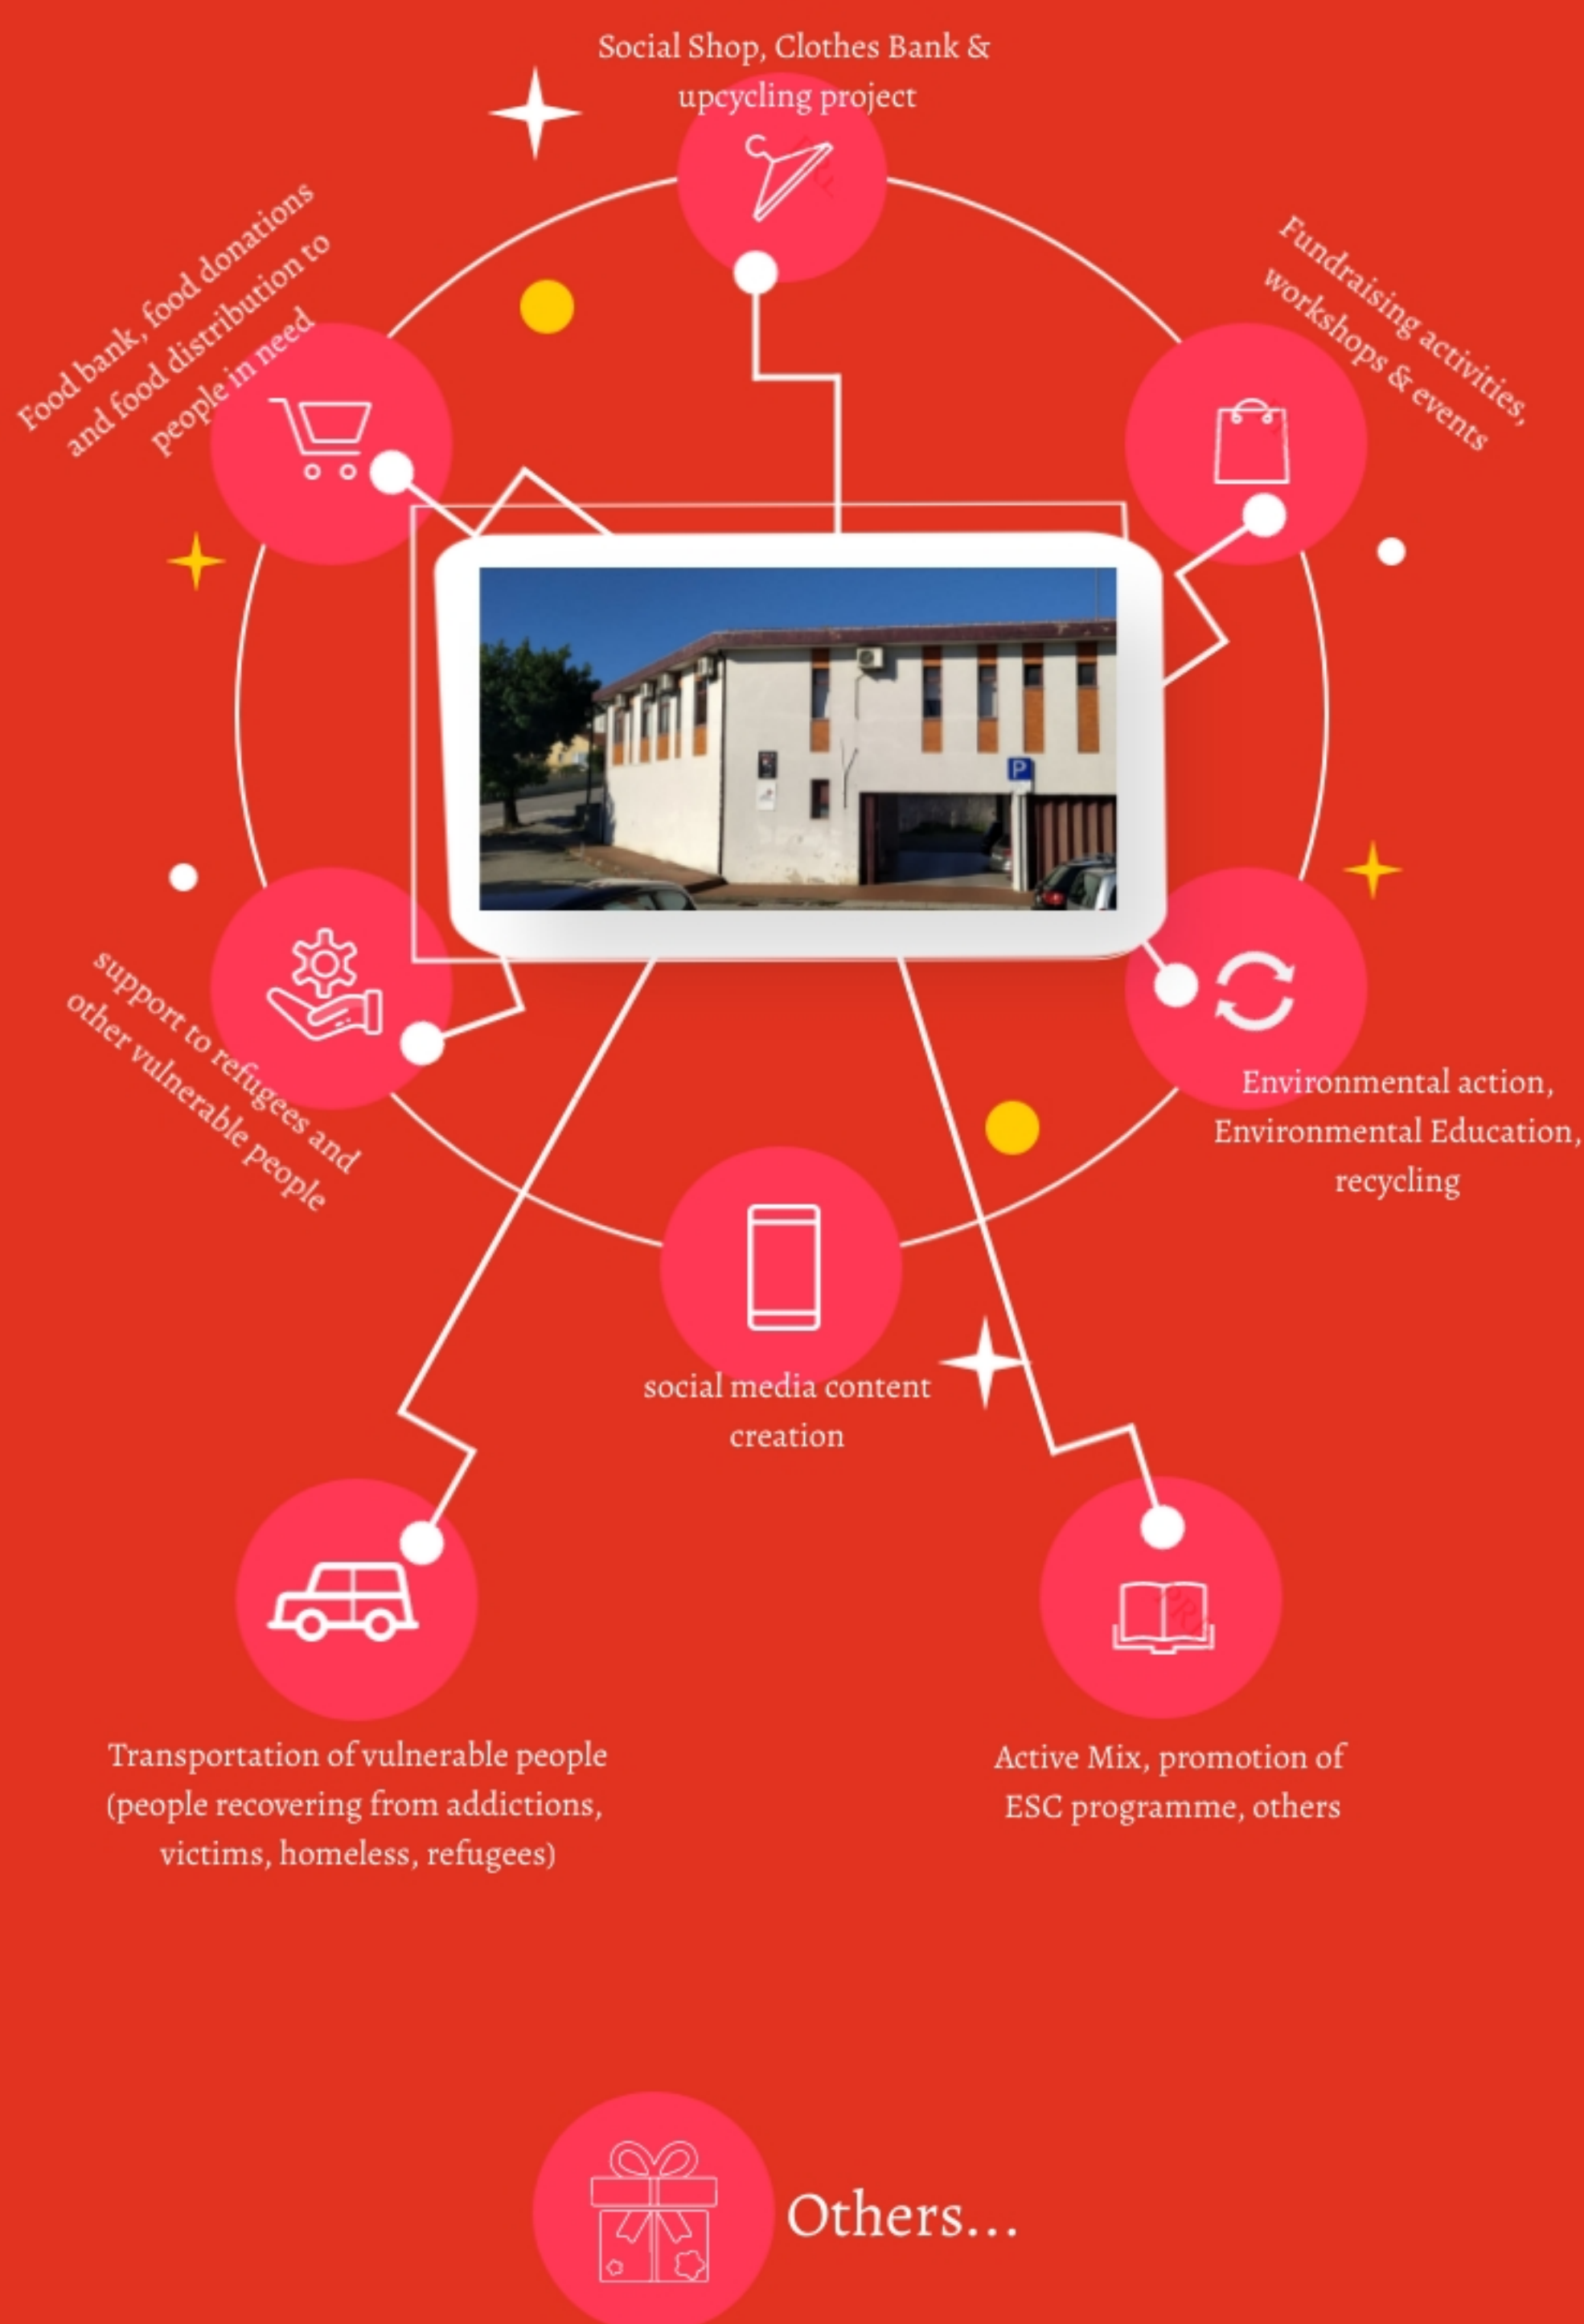 Social Shop, Clothes Bank &
upcycling project
Food bank, food donations
and food distribution to
people in need
Fundraising activities,
workshops & events
P
support to refugees and
other vulnerable people
Environmental action,
Environmental Education,
recycling
social media content
creation
Transportation of vulnerable people
(people recovering from addictions,
victims, homeless, refugees)
Active Mix, promotion of
ESC programme, others
Others...